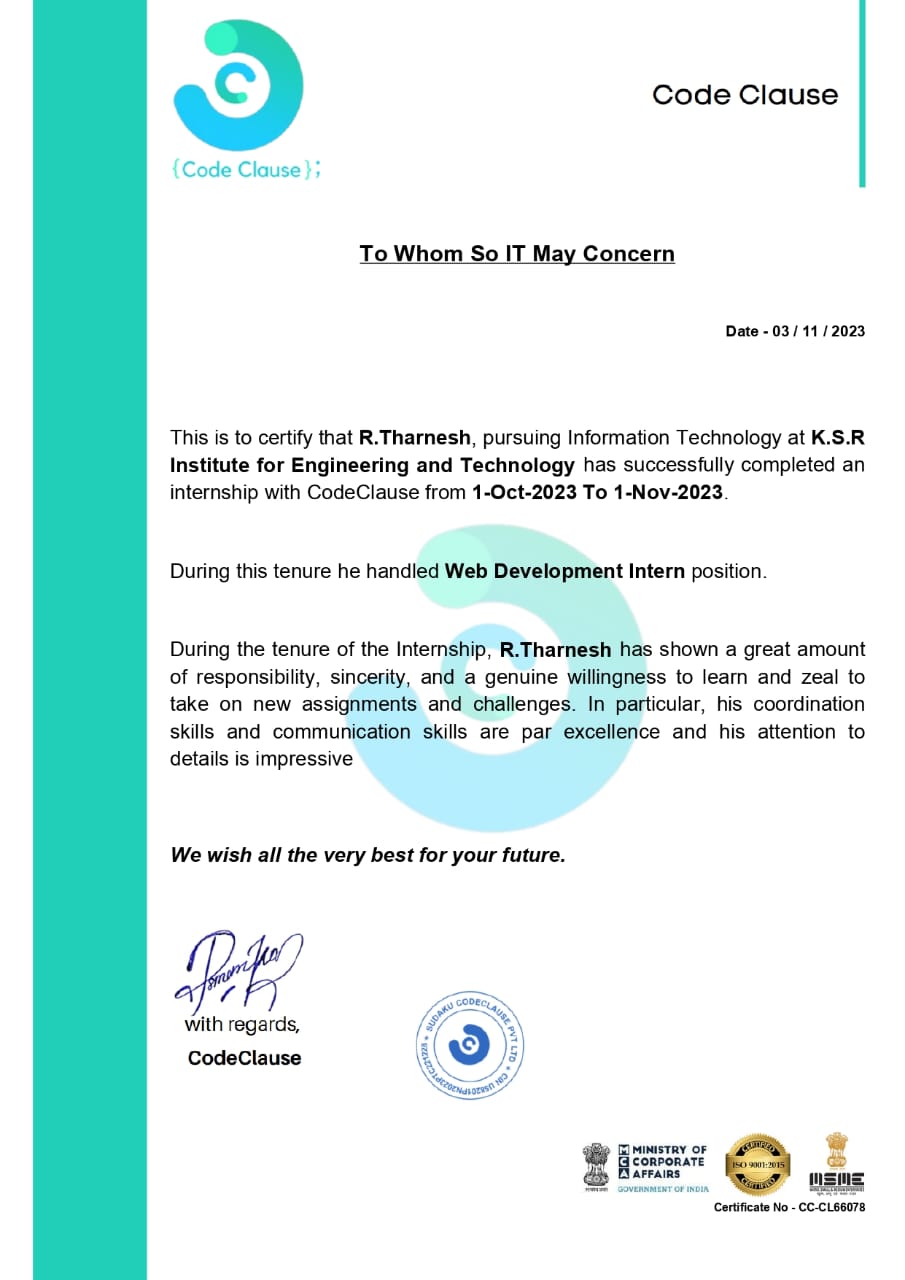 Code Clause
{Code Clause};
To Whom So IT May Concern
Date - 03 / 11 / 2023
This is to certify that R.Tharnesh, pursuing Information Technology at K.S.R
Institute for Engineering and Technology has successfully completed an
internship with CodeClause from 1-Oct-2023 To 1-Nov-2023.
During this tenure he handled Web Development Intern position.
During the tenure of the Internship, R.Tharnesh has shown a great amount
of responsibility, sincerity, and a genuine willingness to learn and zeal to
take on new assignments and challenges. In particular, his coordination
skills and communication skills are par excellence and his attention to
details is impressive
We wish all the very best for your future.
with regards,
CodeClause
SUDAKU CODECLAUSE PVT LTD
MCA
MINISTRY OF
CORPORATE
AFFAIRS
GOVERNMENT OF INDIA
CERTIFIED
ISO 9001:2015
CERTIFIED
MSME
Certificate No - CC-CL66078